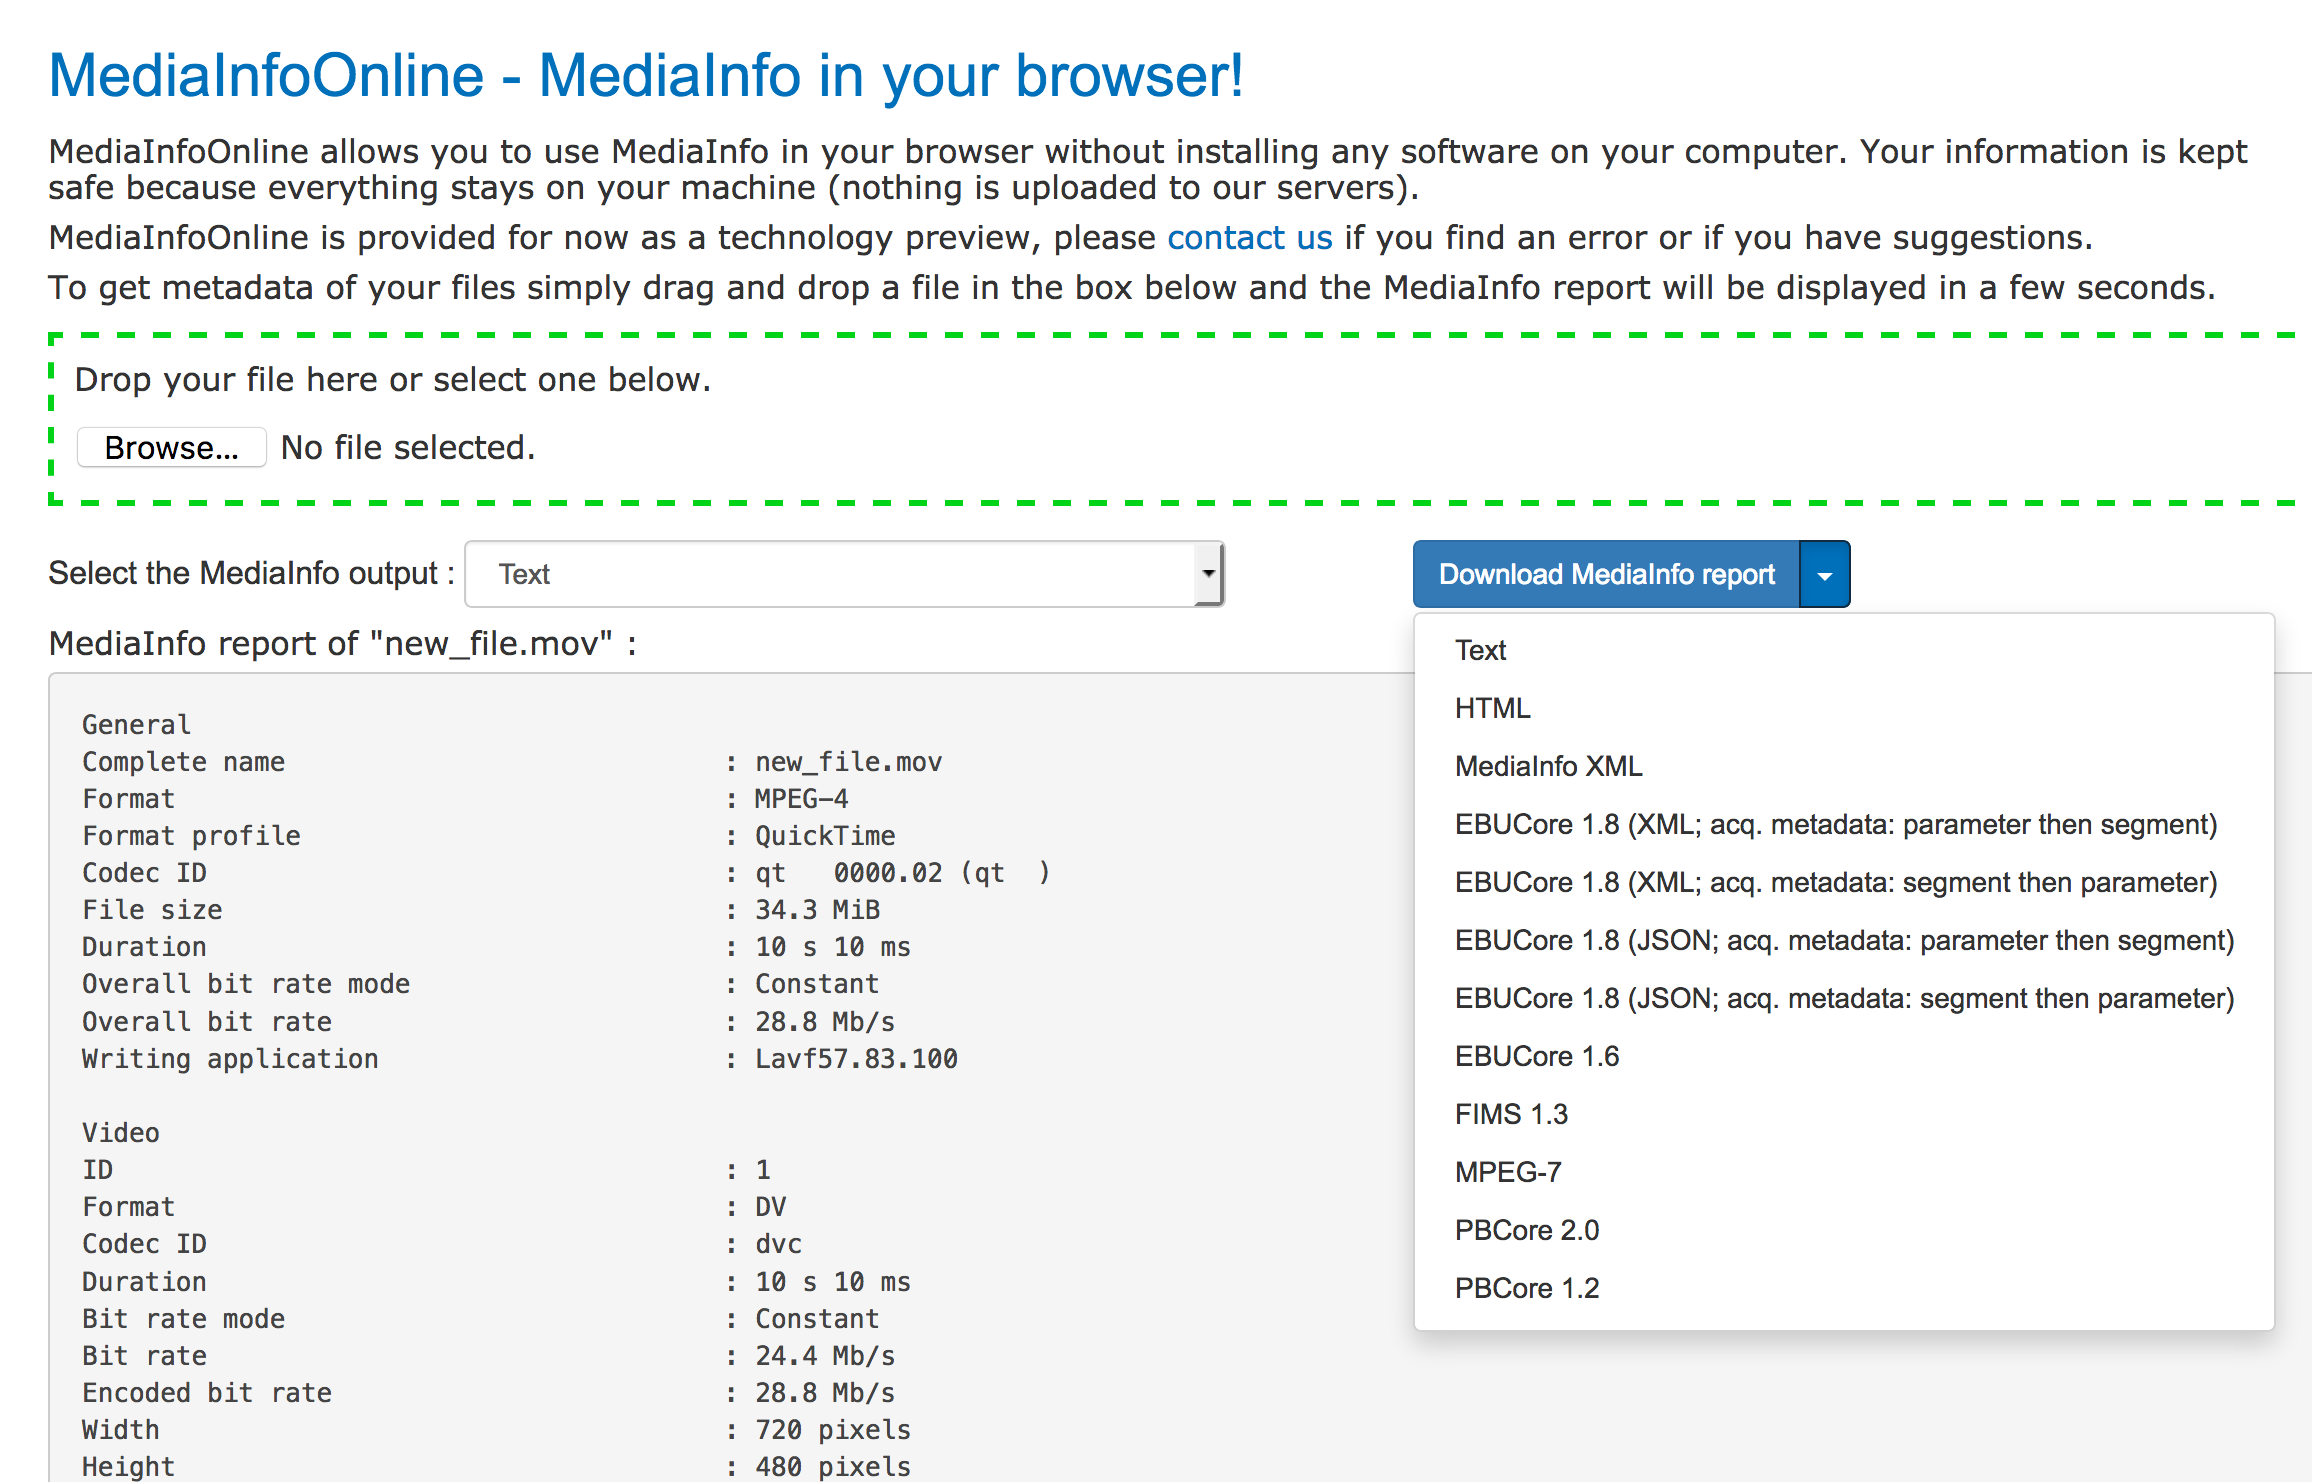 MediaInfoOnline - MediaInfo in your browser!
MediaInfoOnline allows you to use MediaInfo in your browser without installing any software on your computer. Your information is kept
safe because everything stays on your machine (nothing is uploaded to our servers).
MediaInfoOnline is provided for now as a technology preview, please contact us if you find an error or if you have suggestions.
To get metadata of your files simply drag and drop a file in the box below and the MediaInfo report will be displayed in a few seconds.
Drop your file here or select one below.
Browse... No file selected.
Select the MediaInfo output : Text
Download MediaInfo report
Text
HTML
MediaInfo XML
EBUCore 1.8 (XML; acq. metadata: parameter then segment)
EBUCore 1.8 (XML; acq. metadata: segment then parameter)
EBUCore 1.8 (JSON; acq. metadata: parameter then segment)
EBUCore 1.8 (JSON; acq. metadata: segment then parameter)
EBUCore 1.6
FIMS 1.3
MPEG-7
PBCore 2.0
PBCore 1.2
MediaInfo report of "new_file.mov" :
General
Complete name : new_file.mov
Format : MPEG-4
Format profile : QuickTime
Codec ID : qt   0000.02 (qt  )
File size : 34.3 MiB
Duration : 10 s 10 ms
Overall bit rate mode : Constant
Overall bit rate : 28.8 Mb/s
Writing application : Lavf57.83.100
Video
ID : 1
Format : DV
Codec ID : dvc
Duration : 10 s 10 ms
Bit rate mode : Constant
Bit rate : 24.4 Mb/s
Encoded bit rate : 28.8 Mb/s
Width : 720 pixels
Height : 480 pixels